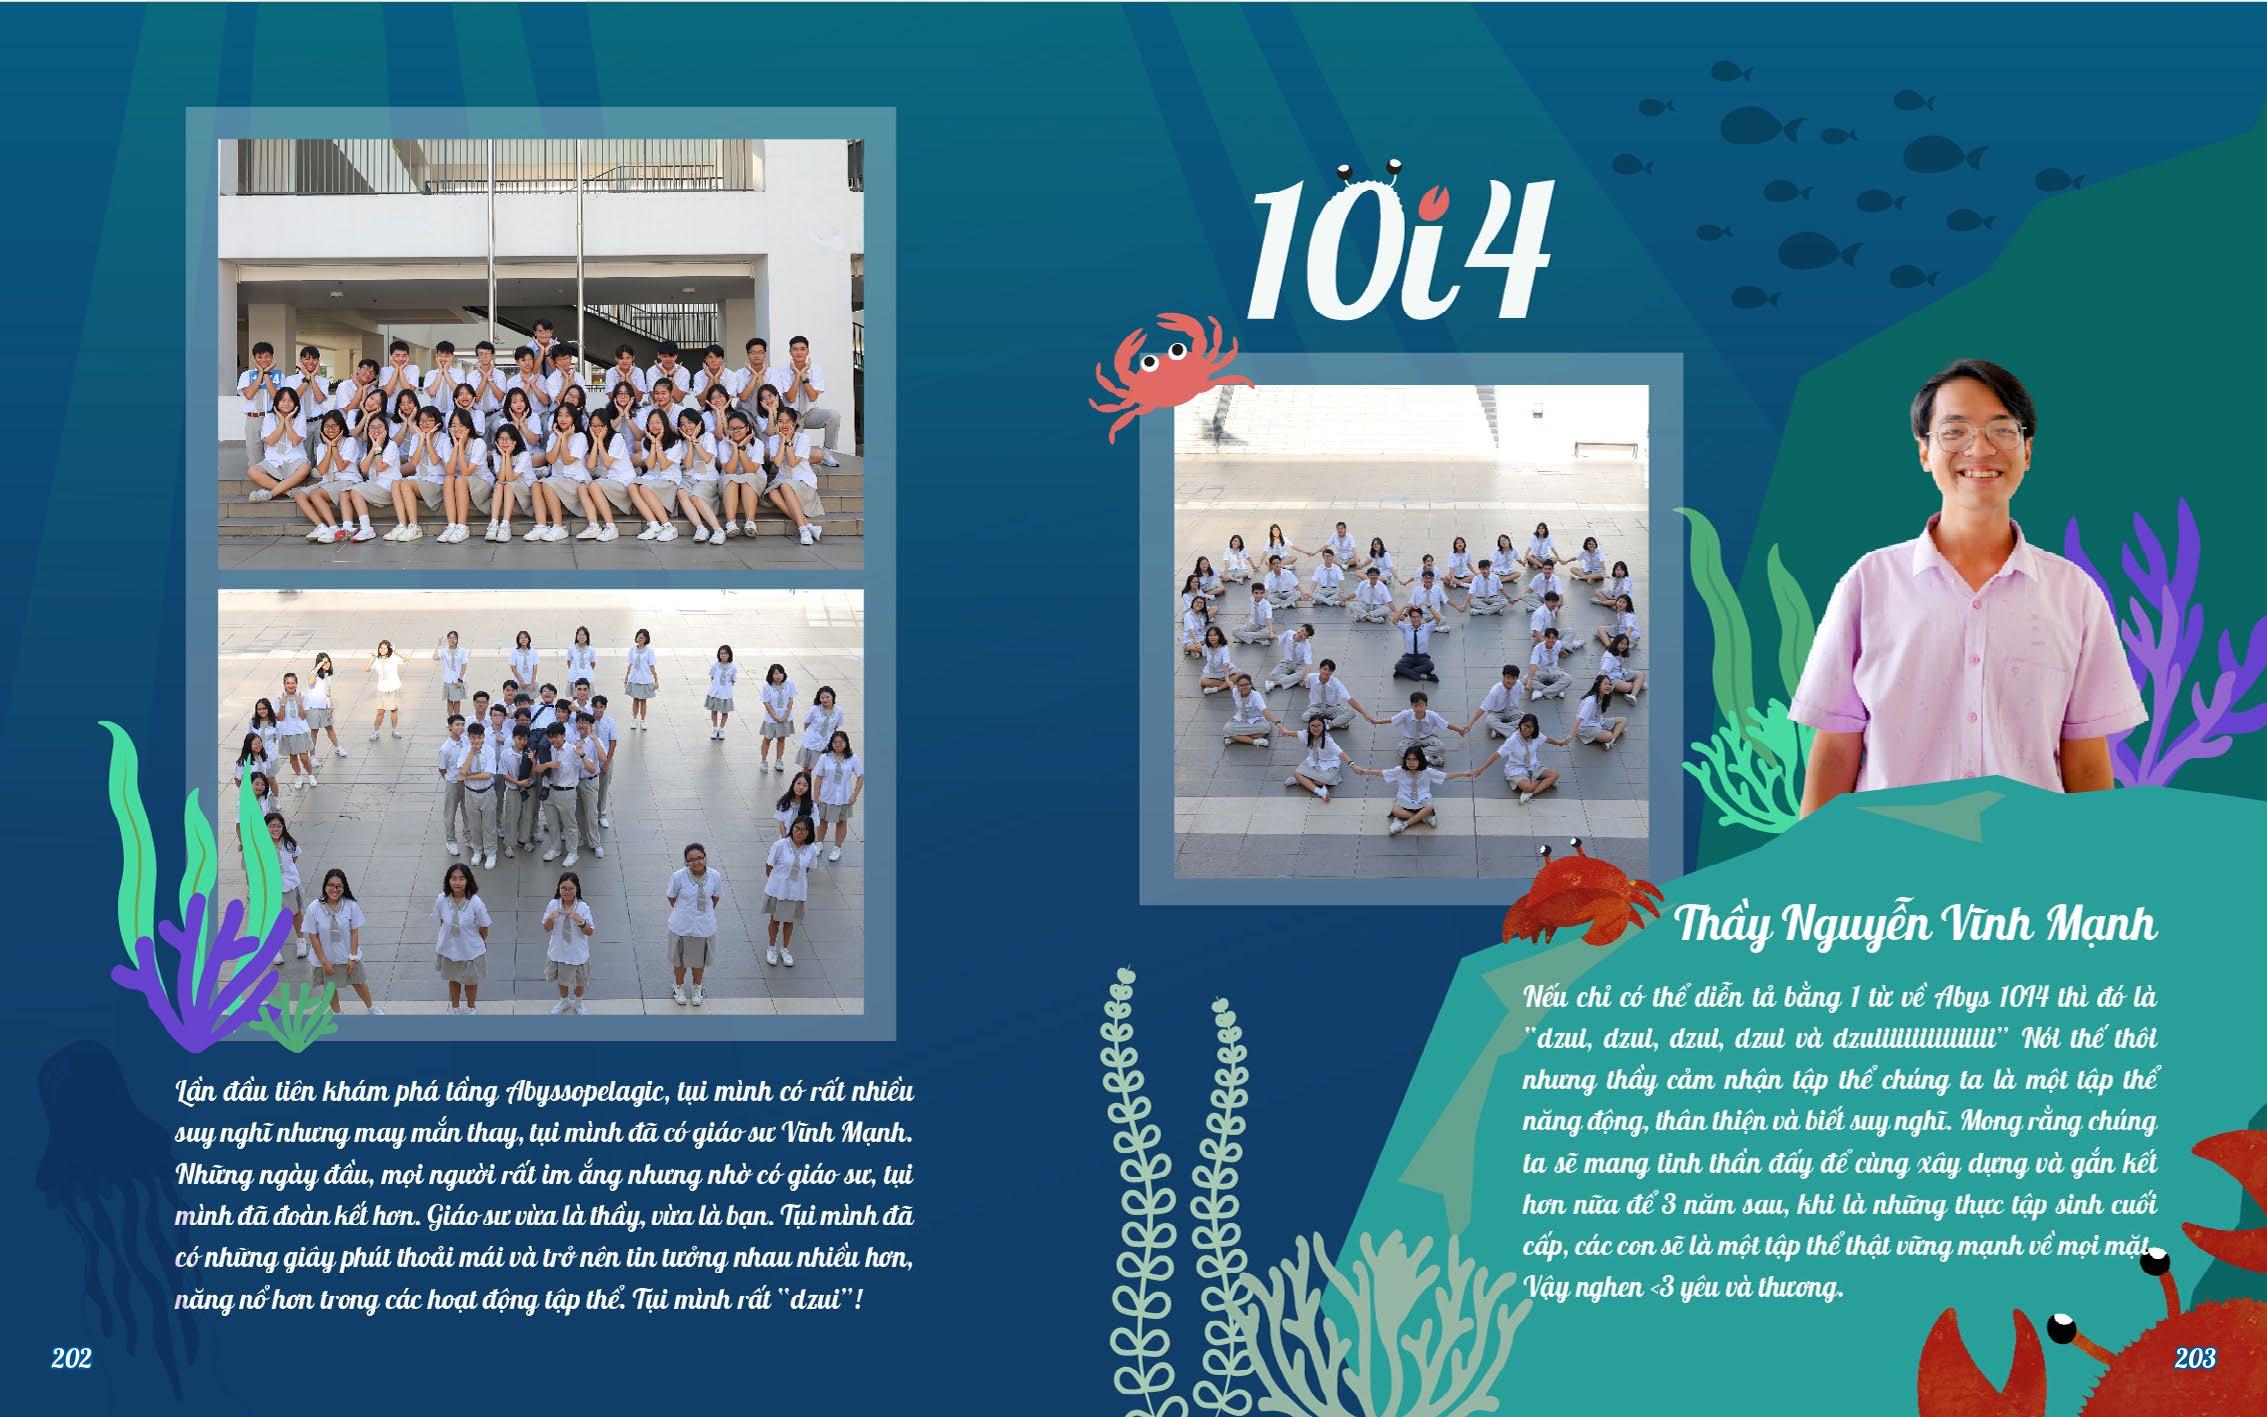 Lần đầu tiên khám phá tầng Abyssopelagic, tụi mình có rất nhiều
suy nghĩ nhưng may mắn thay, tụi mình đã có giáo sư Vĩnh Mạnh.
Những ngày đầu, mọi người rất im ắng nhưng nhờ có giáo sư, tụi
mình đã đoàn kết hơn. Giáo sư vừa là thầy, vừa là bạn. Tụi mình đã
có những giây phút thoải mái và trở nên tin tưởng nhau nhiều hơn,
năng nổ hơn trong các hoạt động tập thể. Tụi mình rất “dzui”!
202
10i4
Thầy Nguyễn Vĩnh Mạnh
Nếu chỉ có thể diễn tả bằng 1 từ về Abys 10I4 thì đó là
“dzui, dzui, dzui, dzui và dzuiiiiiiiiiiiiiiii” Nói thế thôi
nhưng thầy cảm nhận tập thể chúng ta là một tập thể
năng động, thân thiện và biết suy nghĩ. Mong rằng chúng
ta sẽ mang tinh thần đấy để cùng xây dựng và gắn kết
hơn nữa để 3 năm sau, khi là những thực tập sinh cuối
cấp, các con sẽ là một tập thể thật vững mạnh về mọi mặt.
Vậy nghen <3 yêu và thương.
203